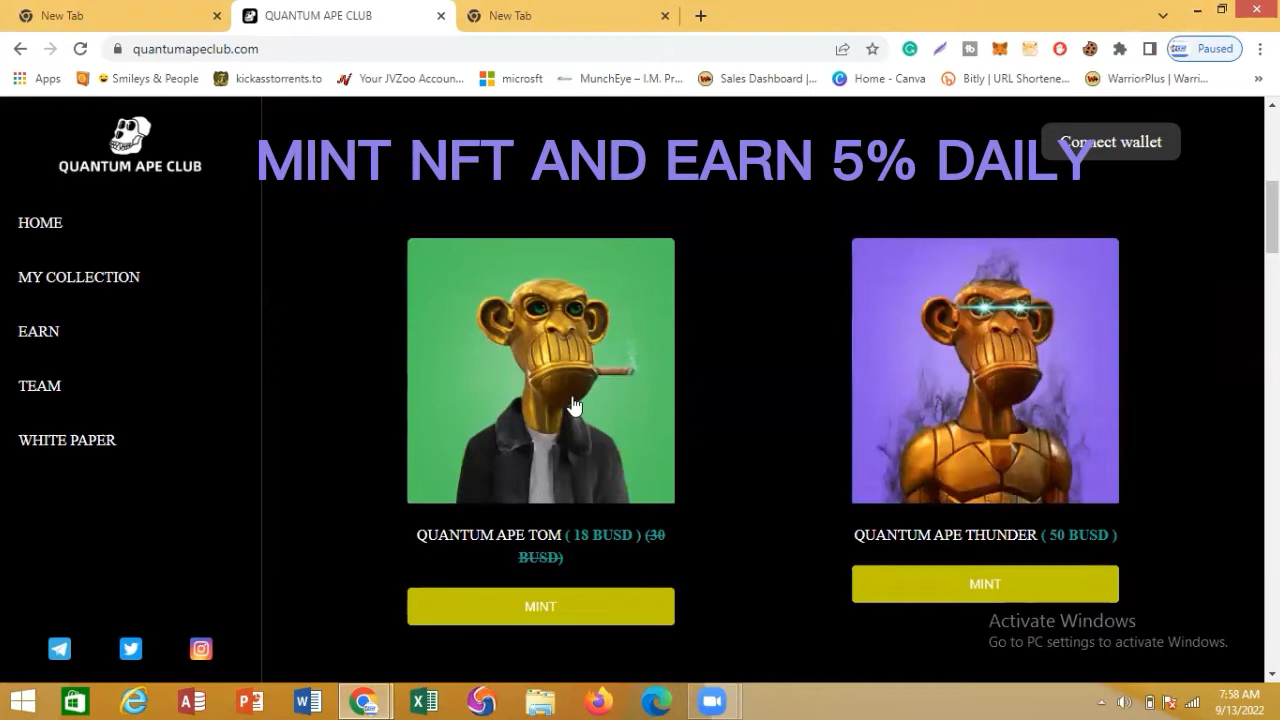 New Tab
QUANTUM APE CLUB
New Tab
quantumapeclub.com
Paused
Apps
Smileys & People
kickasstorrents.to
Your JVZoo Accoun...
microsft
MunchEye – I.M. Pr...
Sales Dashboard |...
Home - Canva
Bitly | URL Shortene...
WarriorPlus | Warri...
QUANTUM APE CLUB
MINT NFT AND EARN 5% DAILY
Connect wallet
HOME
MY COLLECTION
EARN
TEAM
WHITE PAPER
QUANTUM APE TOM ( 18 BUSD ) (30
BUSD)
MINT
QUANTUM APE THUNDER ( 50 BUSD )
MINT
Activate Windows
Go to PC settings to activate Windows.
7:58 AM
9/13/2022